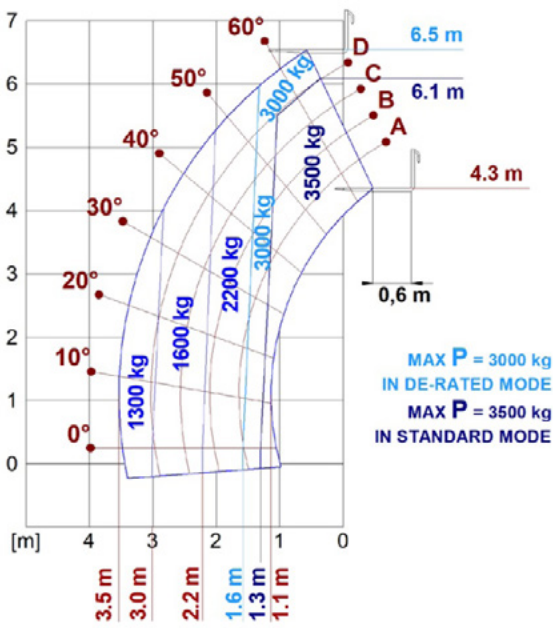 7
60°
D
6.5 m
3000 kg
C
6
50°
6.1 m
B
A
5
40°
3500 kg
4.3 m
4
30°
3000 kg
2200 kg
3
20°
0,6 m
1600 kg
2
MAX P = 3000 kg
IN DE-RATED MODE
10°
1300 kg
1
MAX P = 3500 kg
IN STANDARD MODE
0°
0
[m] 4 3 2 1 0
3.5 m
3.0 m
2.2 m
1.6 m
1.3 m
1.1 m